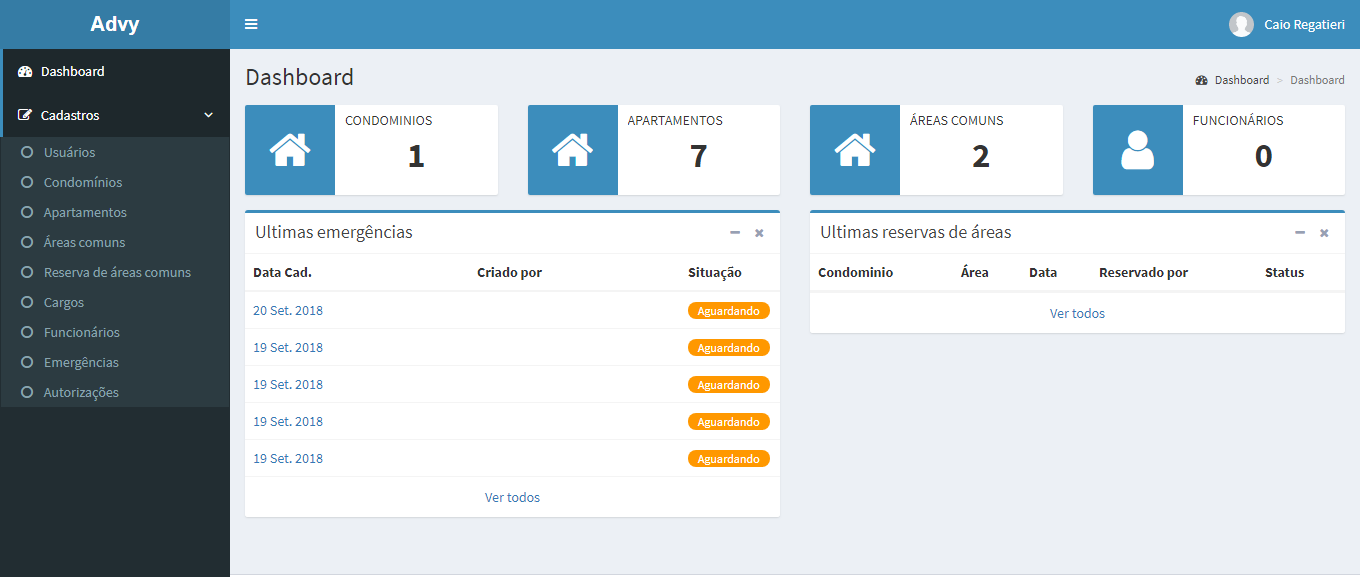 Advy
Caio Regatieri
Dashboard
Cadastros
Usuários
Condomínios
Apartamentos
Áreas comuns
Reserva de áreas comuns
Cargos
Funcionários
Emergências
Autorizações
Dashboard
Dashboard > Dashboard
CONDOMINIOS
1
APARTAMENTOS
7
ÁREAS COMUNS
2
FUNCIONÁRIOS
0
Ultimas emergências
Data Cad. Criado por Situação
20 Set. 2018 Aguardando
19 Set. 2018 Aguardando
19 Set. 2018 Aguardando
19 Set. 2018 Aguardando
19 Set. 2018 Aguardando
Ver todos
Ultimas reservas de áreas
Condominio Área Data Reservado por Status
Ver todos